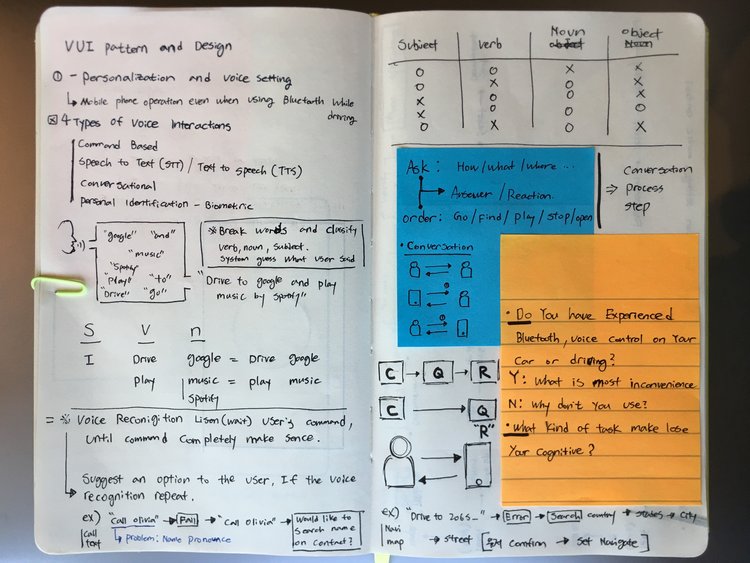 VUI pattern and Design
① - Personalization and voice setting
↳ Mobile phone operation even when using Bluetooth While
driving.
4 Types of Voice Interactions
Command Based
Speech to Text (STT) / Text to speech (TTS)
Conversational
Personal Identification - Biometric
"google" "and"
"music"
"Spotify"
"Play" "to"
"Drive" "go"
※ Break words and classify
verb, noun, subject.
System guess what user said
"Drive to google and play
music by Spotify"
S V n
I Drive google = Drive google
play music = play music
Spotify
= ※ Voice Reconigition Lisen(wait) user's command,
until command completely make sence.
Suggest an option to the user, If the voice
recognition repeat.
ex) "Call olivia" → FAIL → "Call olivia" → Would like to
search name
on contact?
Call
text
↳ problem: Name pronounce
Subject verb Noun object
object Noun
O O X X
O X O X
X O O X
X O O O
O X O X
Ask: How/what/where ...
→ Answer / Reaction.
order: Go/find/play/stop/open
⇒ Conversation
process
step
• Conversation
①
①
②
• Do You have Experienced
Bluetooth, voice control on Your
Car or driving?
Y: What is most inconvenience
N: why don't you use?
• What kind of task make lose
Your cognitive?
C → Q → R
C → Q
"R"
ex) "Drive to 2065_" → Error → Search country → states → City
Navi
map
→ street → Comfirm → Set Navigate